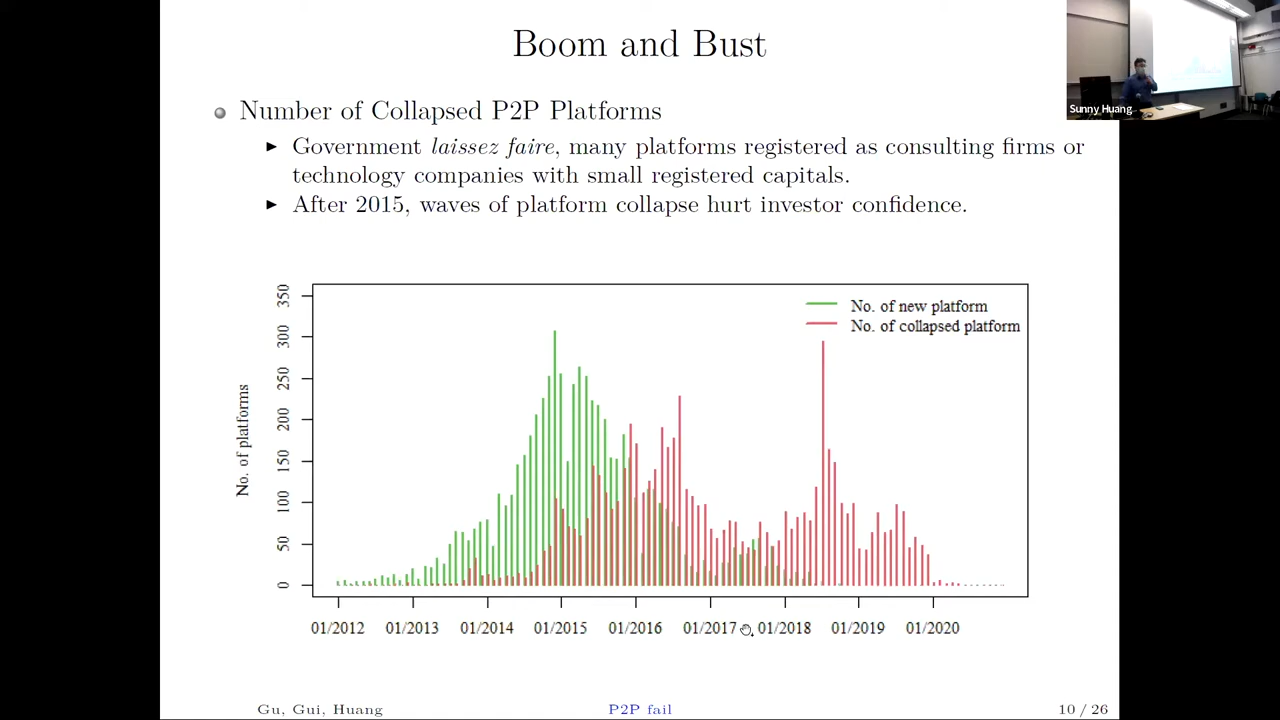 Boom and Bust
Sunny Huang
Number of Collapsed P2P Platforms
Government laissez faire, many platforms registered as consulting firms or
technology companies with small registered capitals.
After 2015, waves of platform collapse hurt investor confidence.
No. of new platform
No. of collapsed platform
No. of platforms
350
300
250
200
150
100
50
0
01/2012 01/2013 01/2014 01/2015 01/2016 01/2017 01/2018 01/2019 01/2020
Gu, Gui, Huang P2P fail 10 / 26